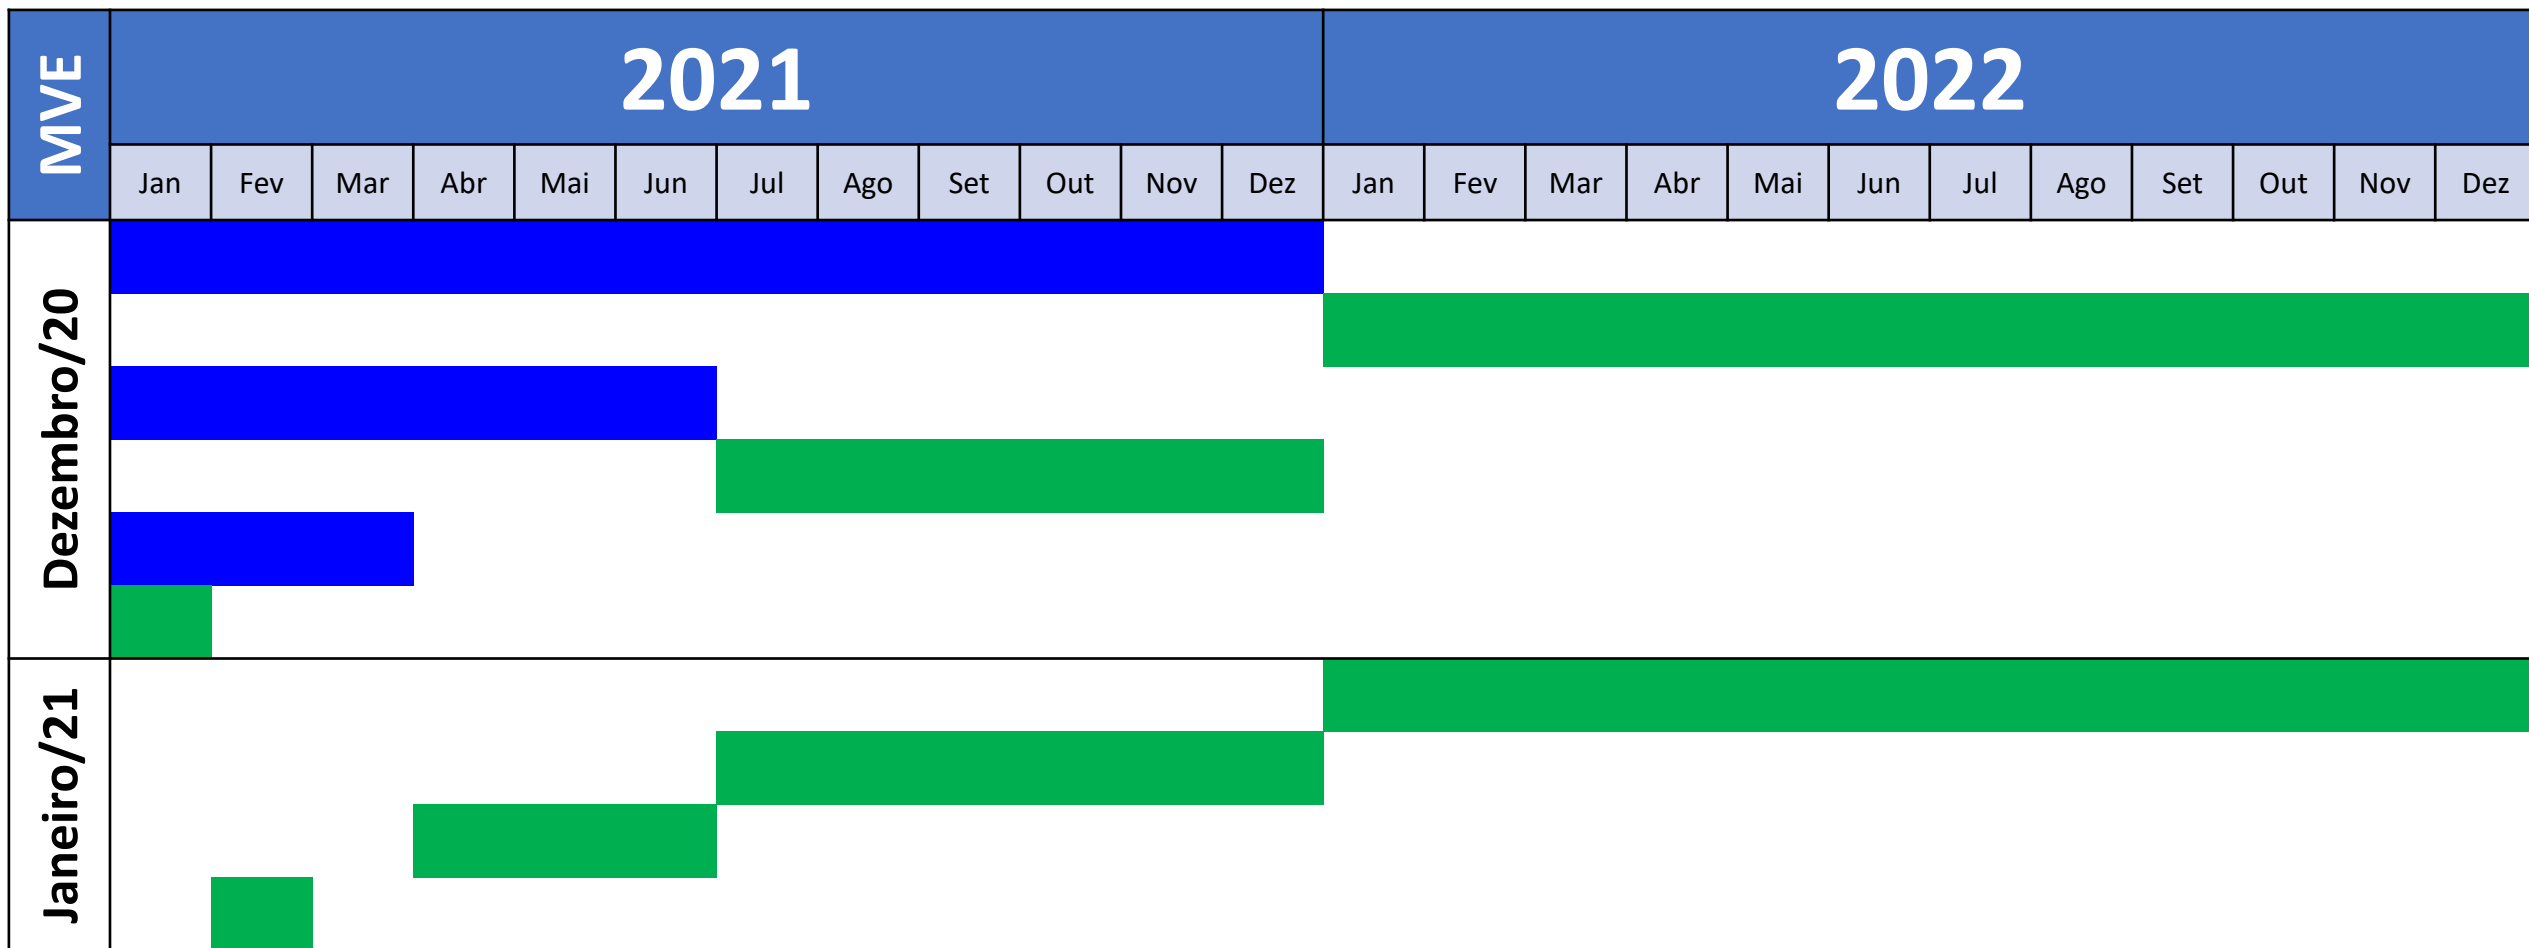 MVE
2021
2022
Jan Fev Mar Abr Mai Jun Jul Ago Set Out Nov Dez Jan Fev Mar Abr Mai Jun Jul Ago Set Out Nov Dez
Dezembro/20
Janeiro/21